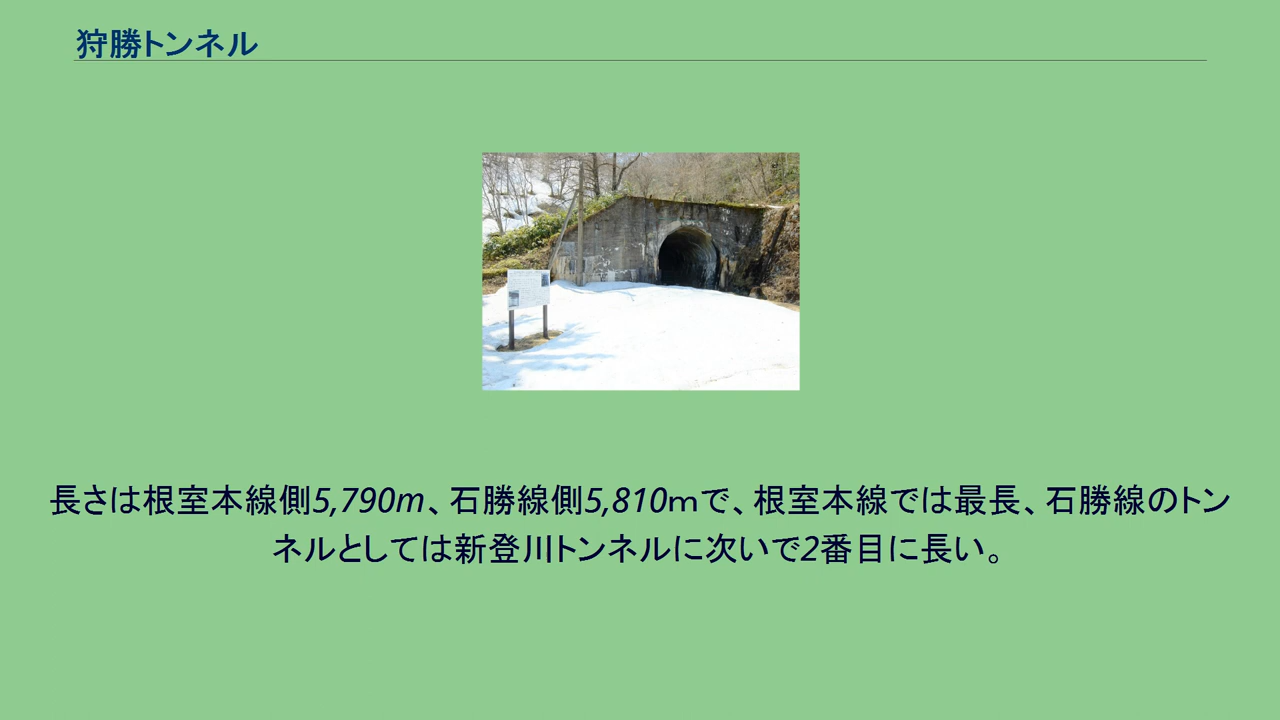 狩勝トンネル
長さは根室本線側5,790m、石勝線側5,810ｍで、根室本線では最長、石勝線のトン
ネルとしては新登川トンネルに次いで2番目に長い。